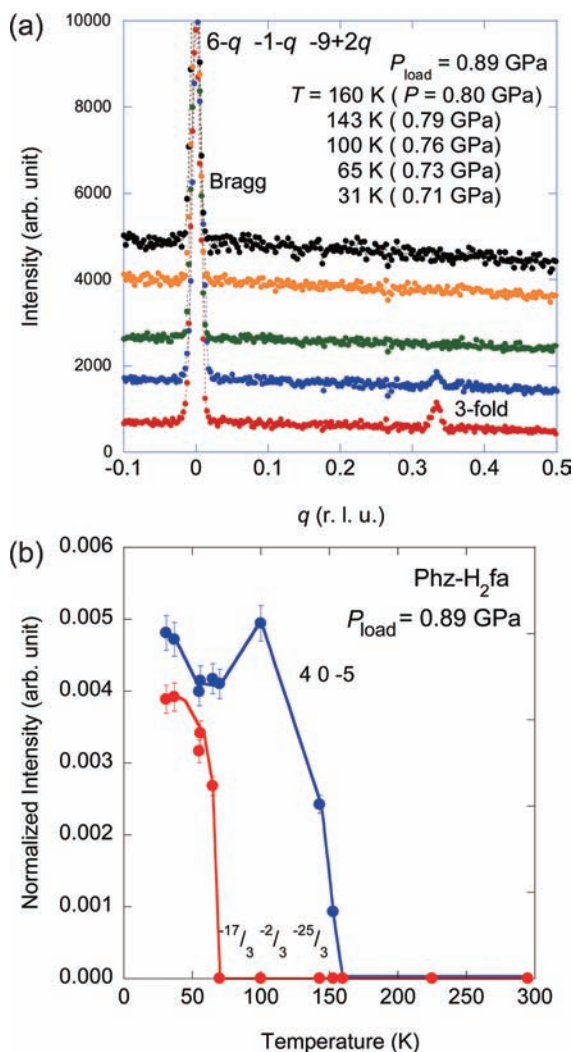 (a)
10000
8000
6000
4000
2000
0
Intensity (arb. unit)
6-q -1-q -9+2q
P_load = 0.89 GPa
T = 160 K ( P = 0.80 GPa)
143 K ( 0.79 GPa)
100 K ( 0.76 GPa)
65 K ( 0.73 GPa)
31 K ( 0.71 GPa)
Bragg
3-fold
-0.1 0 0.1 0.2 0.3 0.4 0.5
q (r. l. u.)
(b)
0.006
0.005
0.004
0.003
0.002
0.001
0.000
Normalized Intensity (arb. unit)
Phz-H₂fa
P_load = 0.89 GPa
4 0 -5
-17/3 -2/3 -25/3
0 50 100 150 200 250 300
Temperature (K)